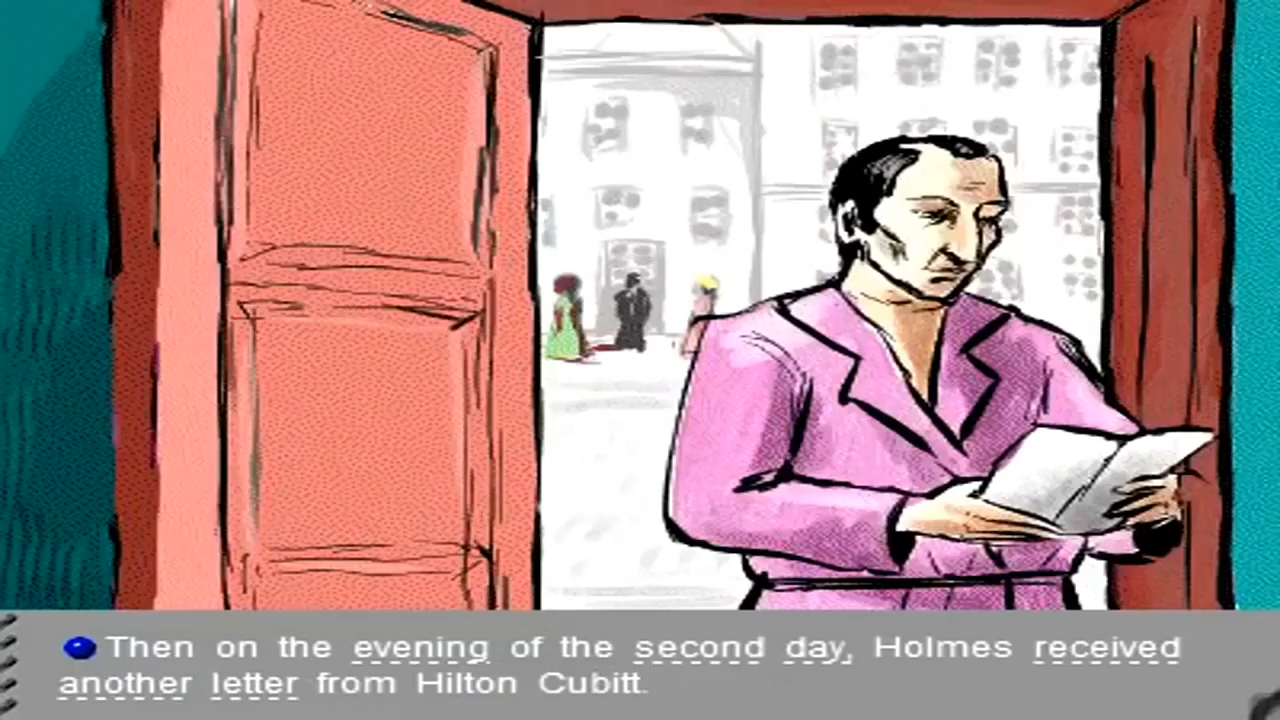 Then on the evening of the second day, Holmes received
another letter from Hilton Cubitt.